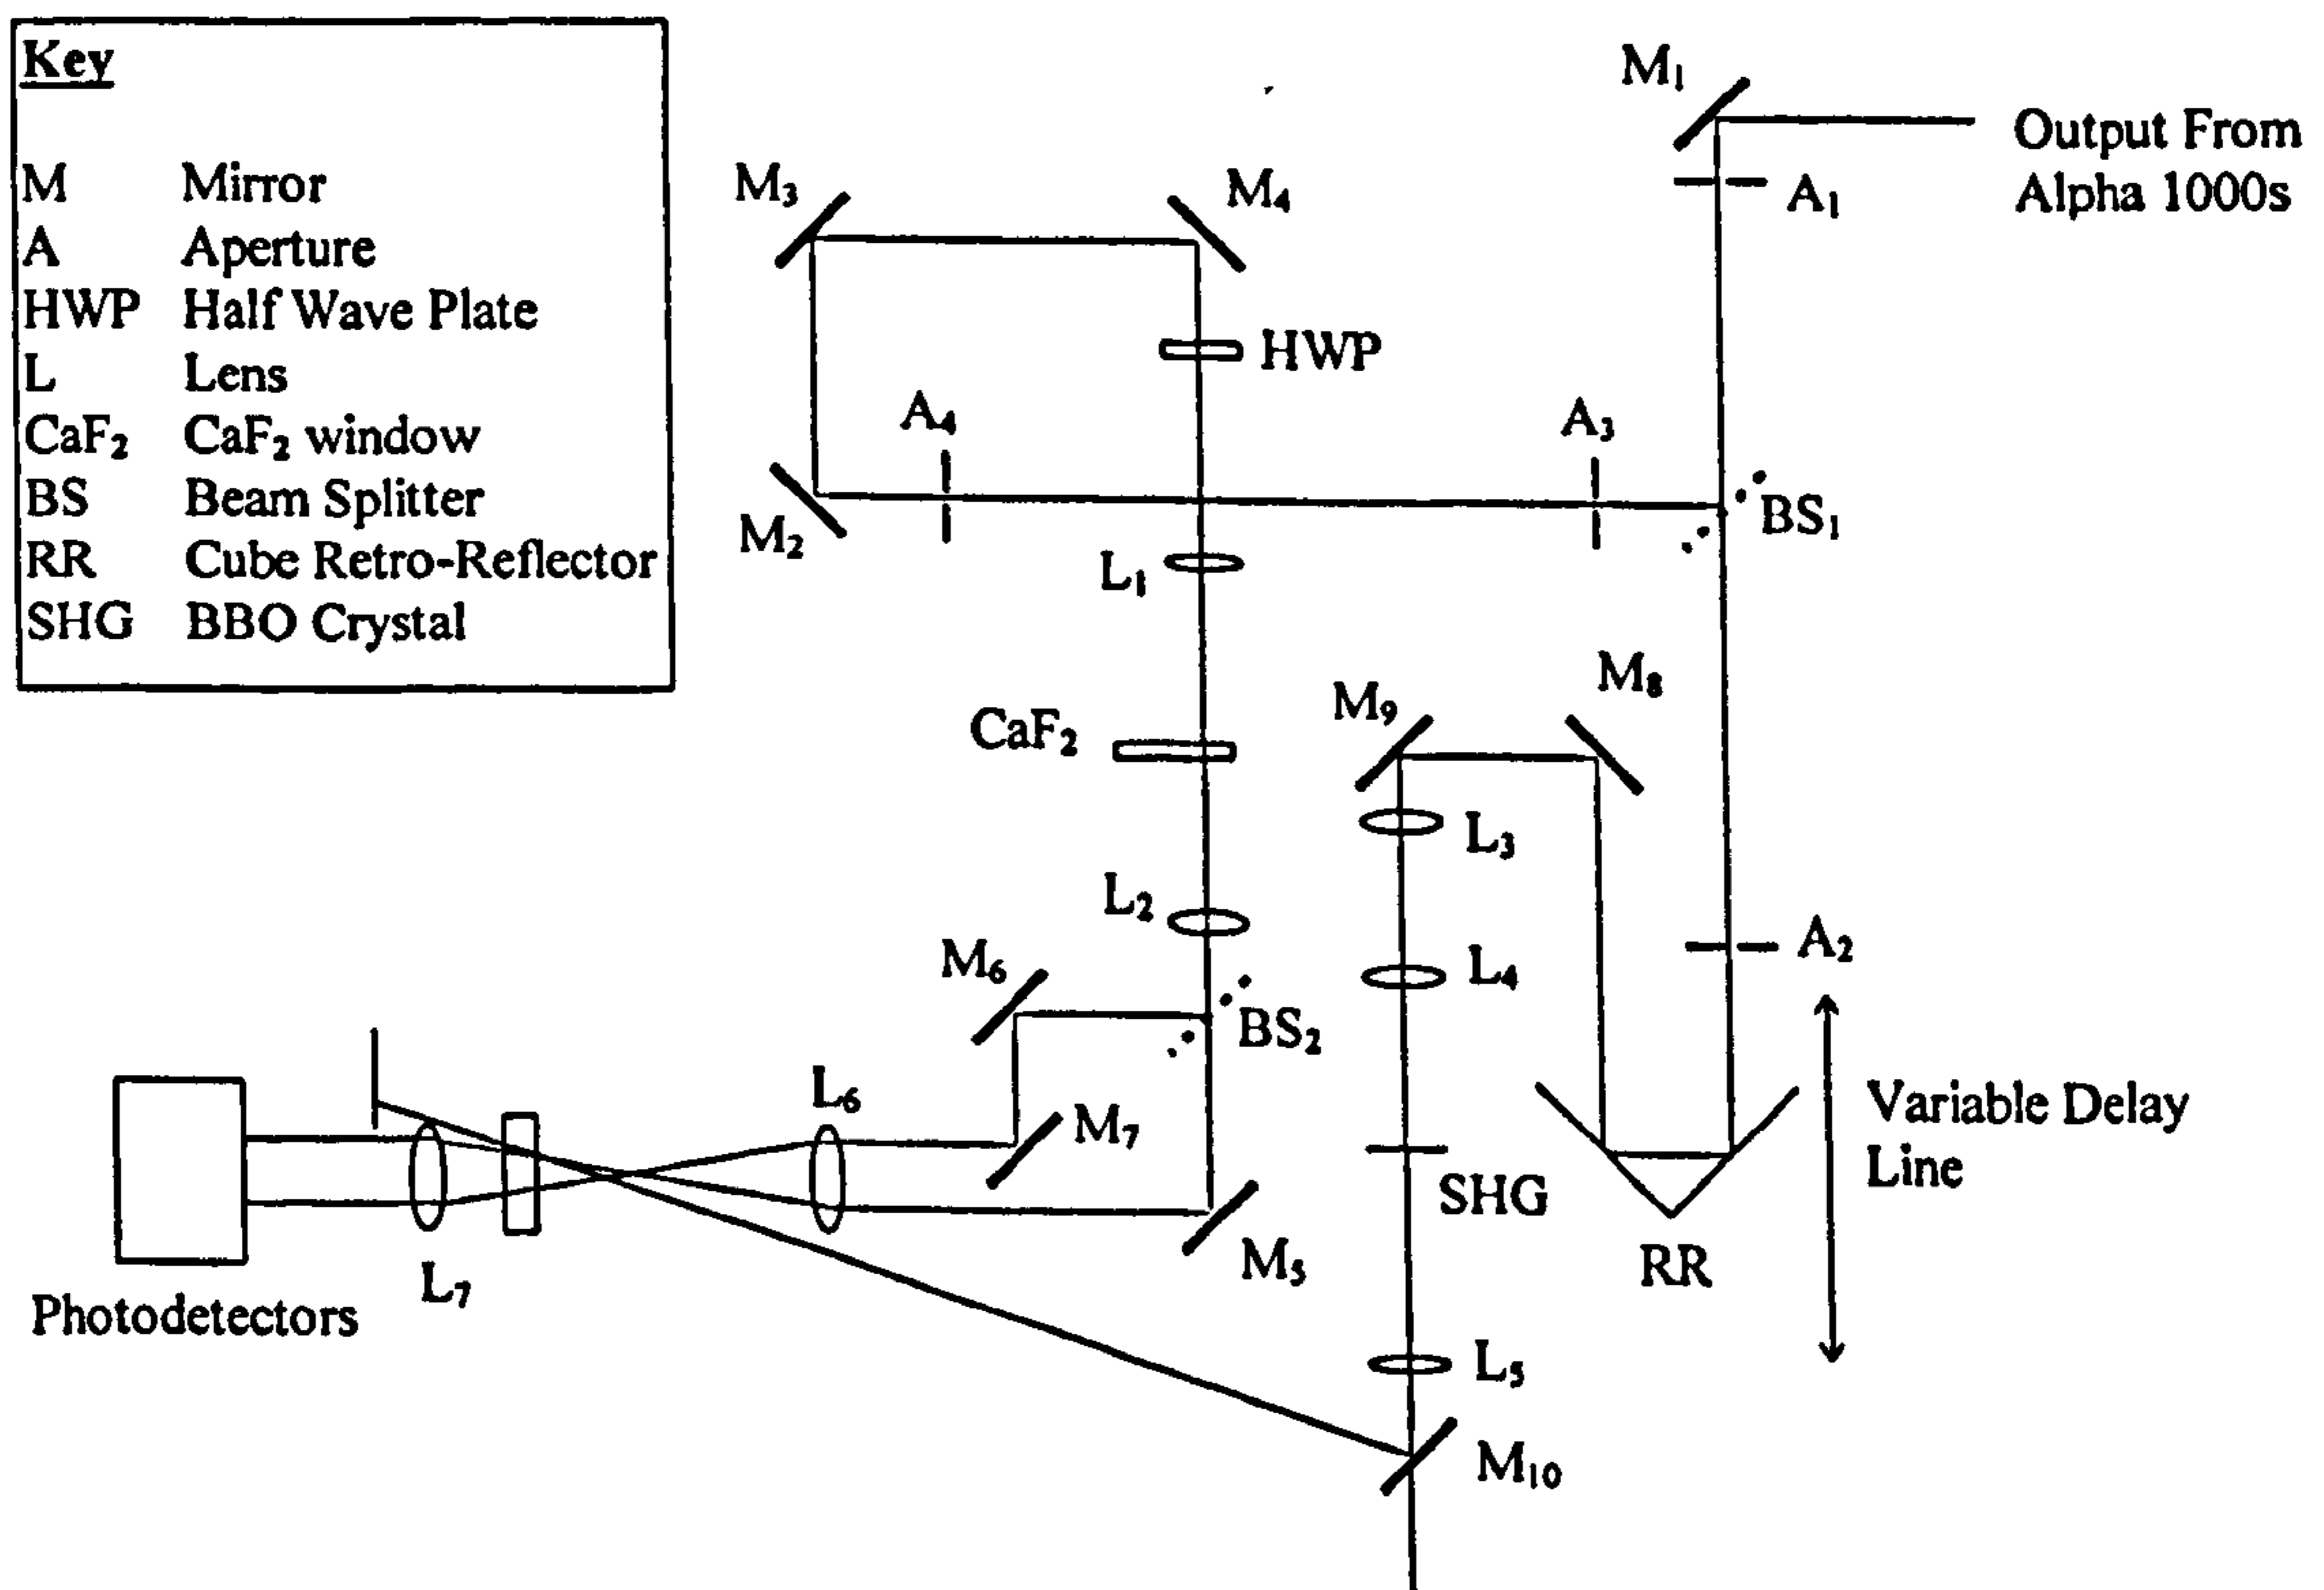 Key
M Mirror
A Aperture
HWP Half Wave Plate
L Lens
CaF₂ CaF₂ window
BS Beam Splitter
RR Cube Retro-Reflector
SHG BBO Crystal
M₁
Output From
Alpha 1000s
A₁
M₃
M₄
HWP
A₄
A₃
BS₁
M₂
L₁
M₈
M₉
CaF₂
L₃
L₂
A₂
M₆
L₄
BS₂
L₆
M₇
Variable Delay
Line
SHG
RR
M₅
L₇
Photodetectors
L₅
M₁₀